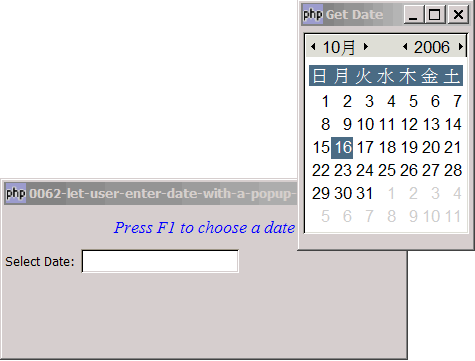 php Get Date
10月 2006
日 月 火 水 木 金 土
1 2 3 4 5 6 7
8 9 10 11 12 13 14
15 16 17 18 19 20 21
22 23 24 25 26 27 28
29 30 31 1 2 3 4
5 6 7 8 9 10 11
php 0062-let-user-enter-date-with-a-popup-
Press F1 to choose a date
Select Date: